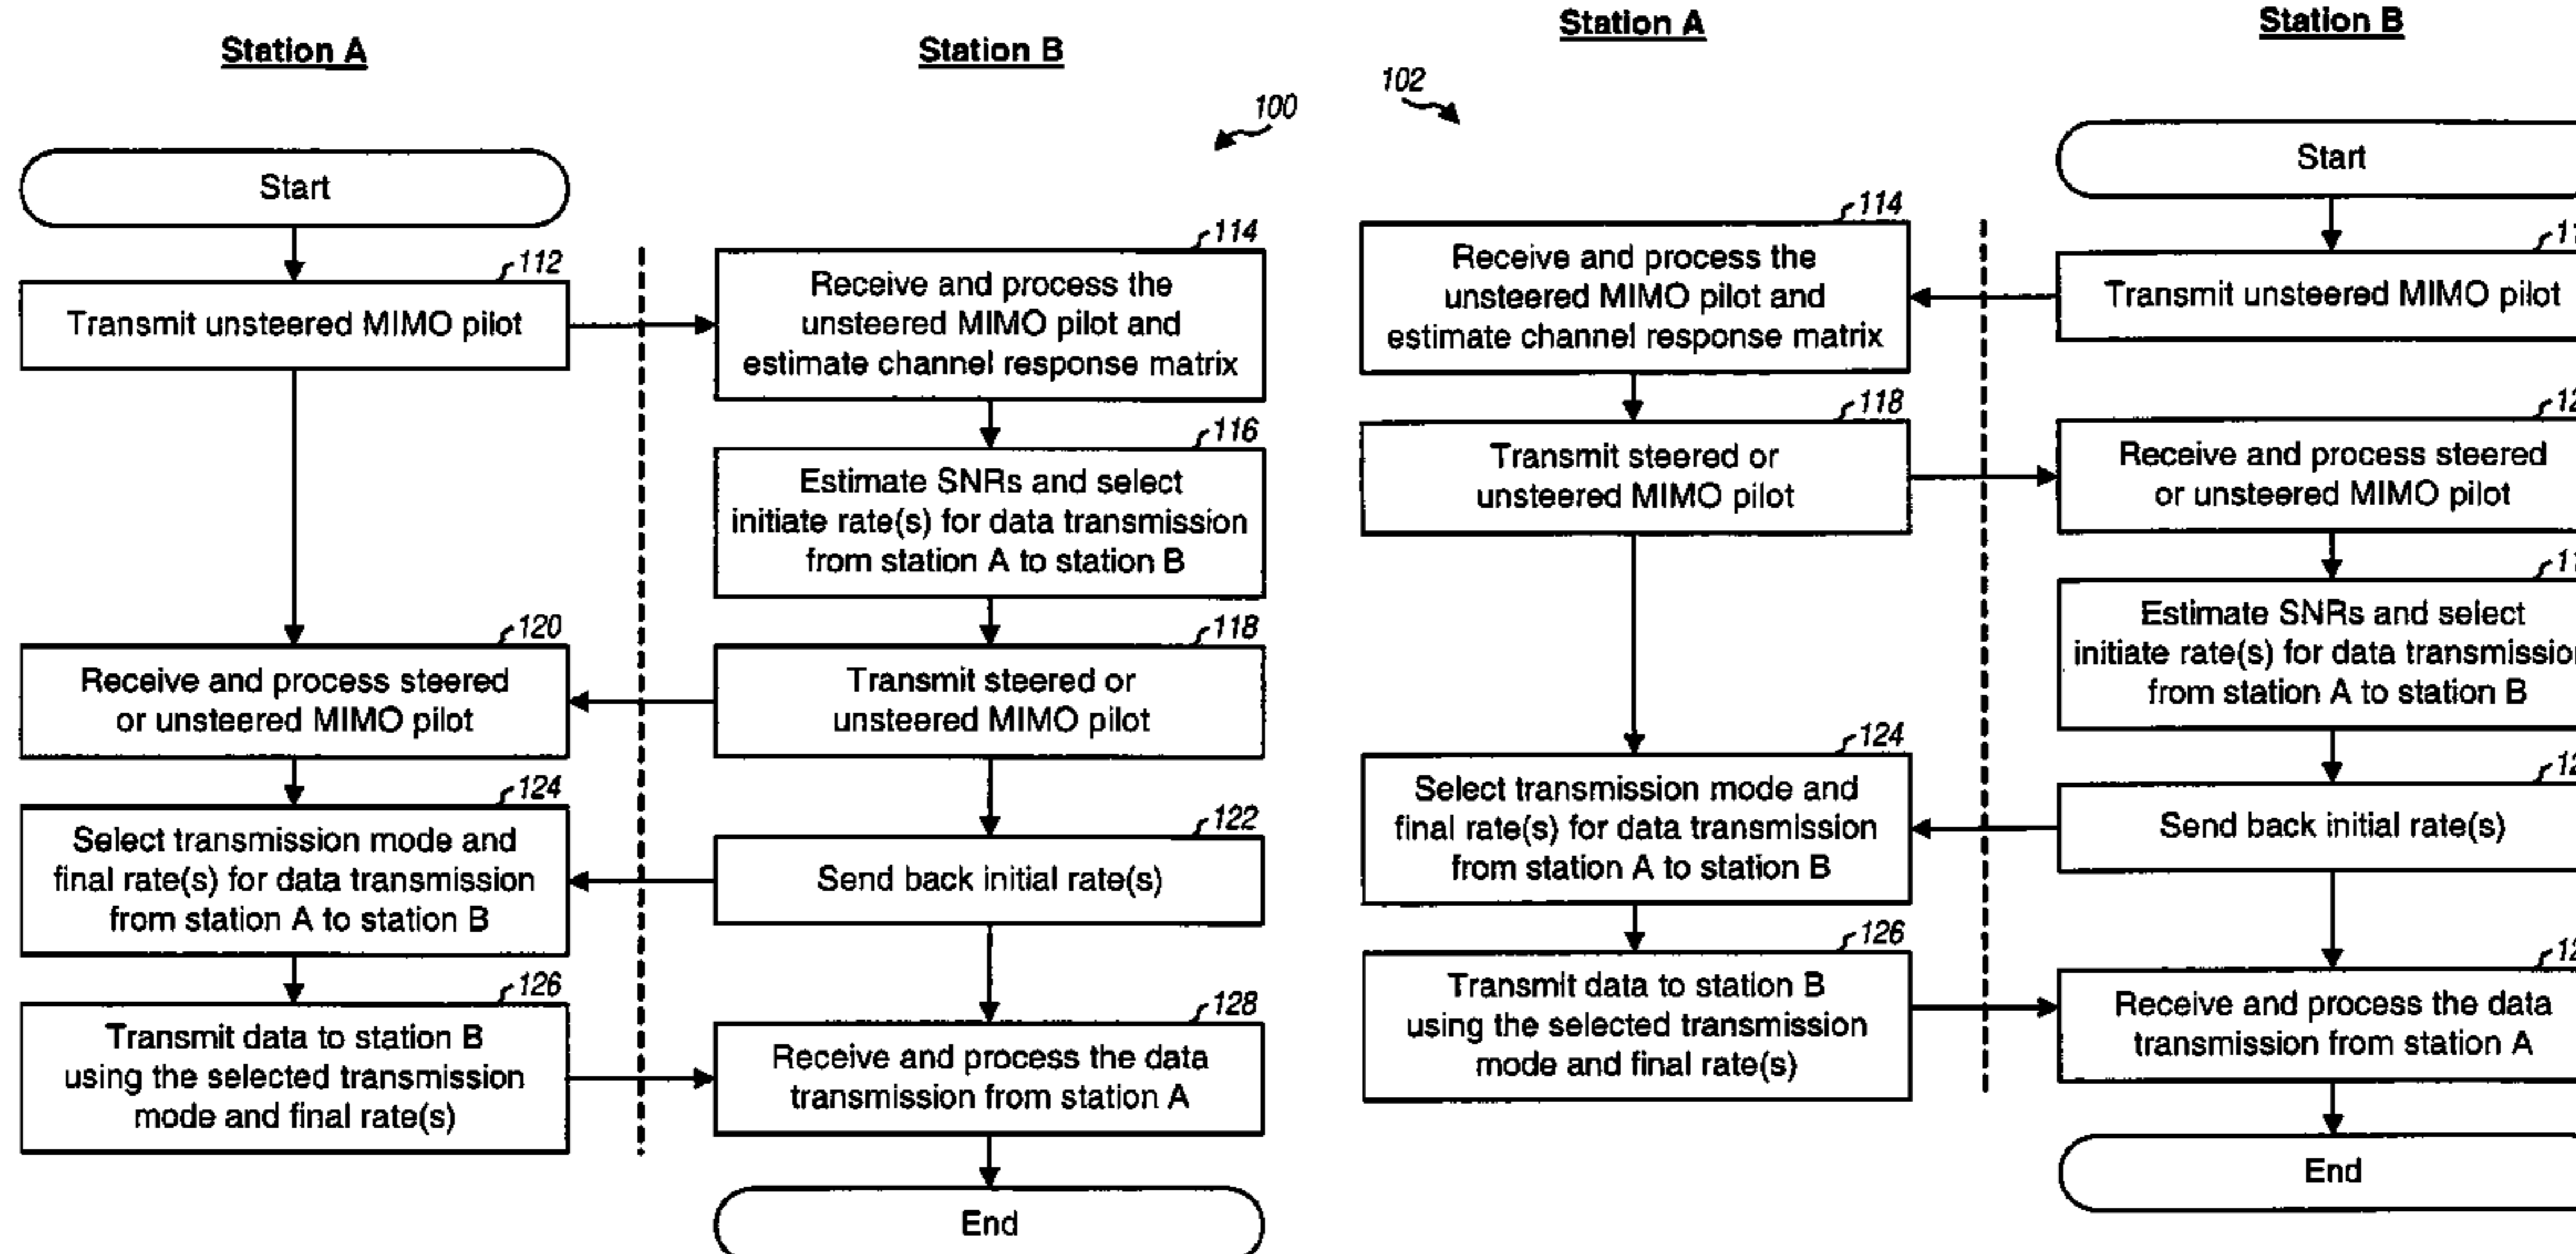 Station A
Station B
100
Start
112
Transmit unsteered MIMO pilot
114
Receive and process the
unsteered MIMO pilot and
estimate channel response matrix
116
Estimate SNRs and select
initiate rate(s) for data transmission
from station A to station B
120
Receive and process steered
or unsteered MIMO pilot
118
Transmit steered or
unsteered MIMO pilot
124
Select transmission mode and
final rate(s) for data transmission
from station A to station B
122
Send back initial rate(s)
126
Transmit data to station B
using the selected transmission
mode and final rate(s)
128
Receive and process the data
transmission from station A
End
Station A
Station B
102
Start
114
Receive and process the
unsteered MIMO pilot and
estimate channel response matrix
Transmit unsteered MIMO pilot
118
Transmit steered or
unsteered MIMO pilot
Receive and process steered
or unsteered MIMO pilot
Estimate SNRs and select
initiate rate(s) for data
from station A to station B
124
Select transmission mode and
final rate(s) for data transmission
from station A to station B
Send back initial rate(s)
126
Transmit data to station B
using the selected transmission
mode and final rate(s)
Receive and process the data
transmission from station A
End